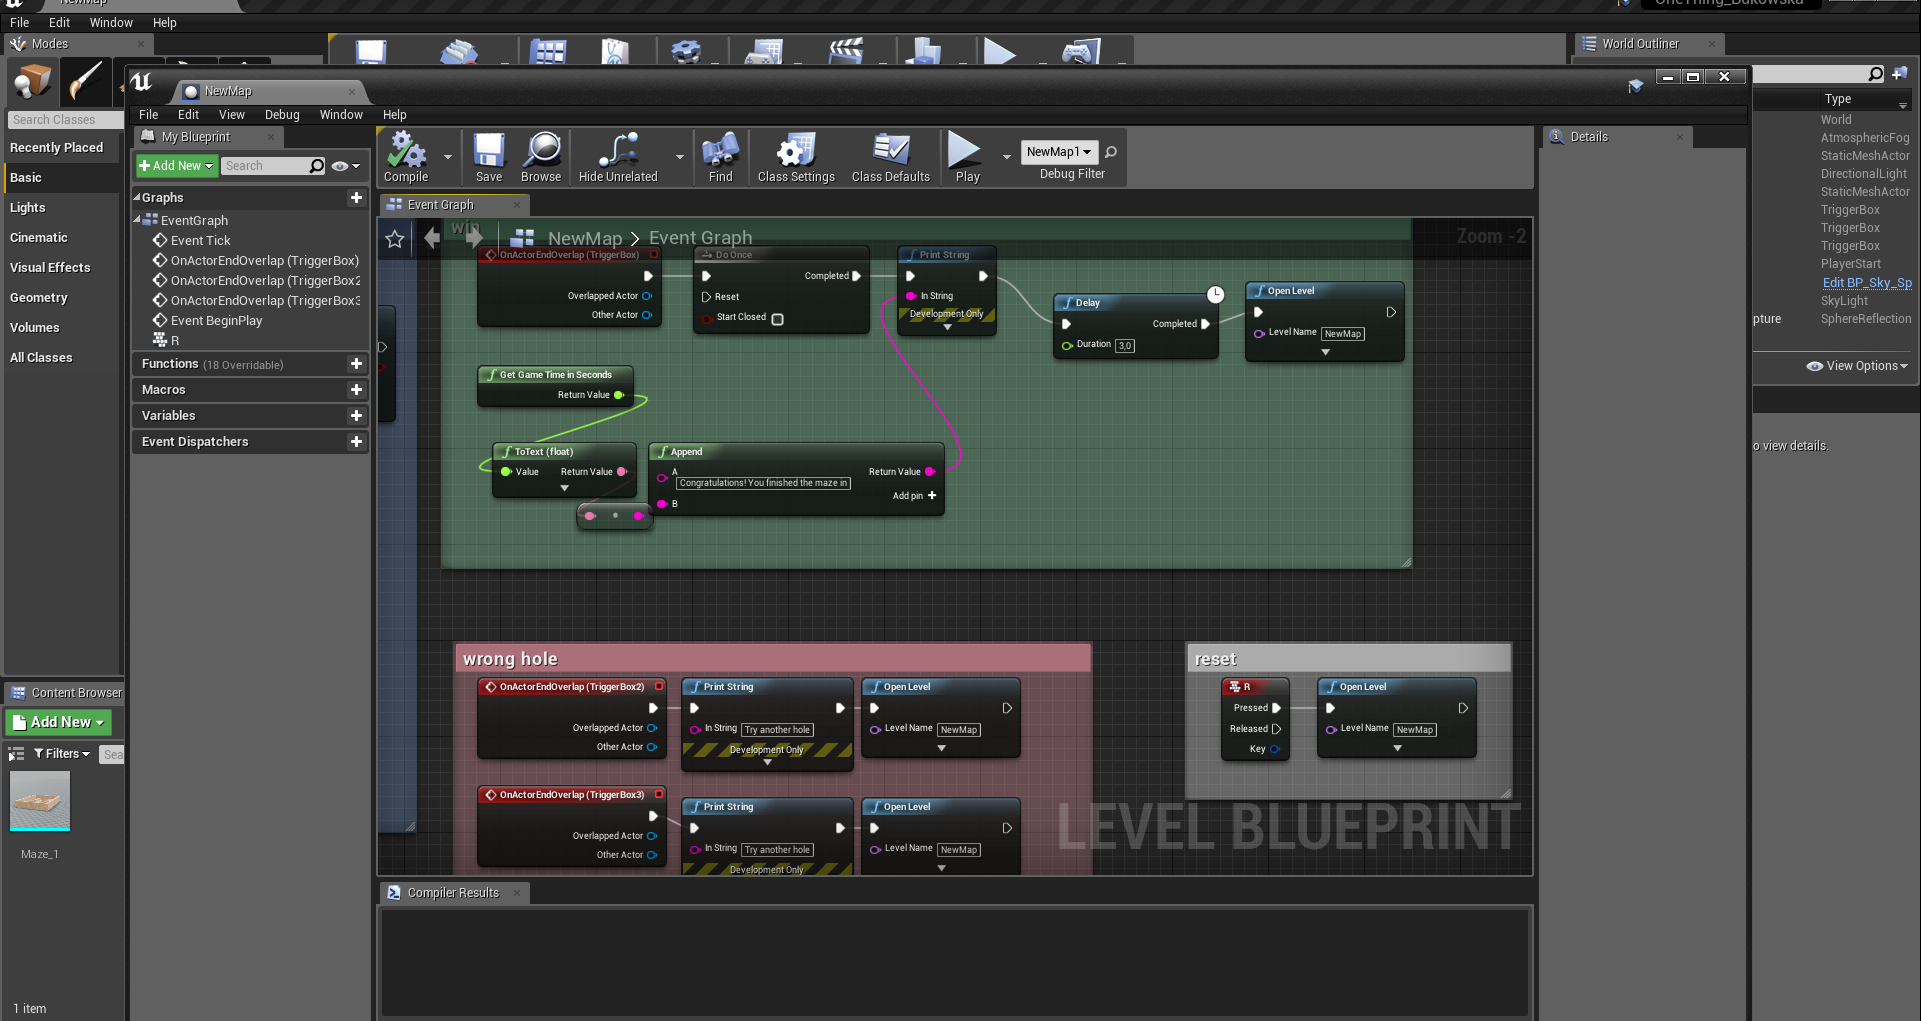 NewMap
OneThing_Bukowska
File Edit Window Help
Modes
World Outliner
Search Classes
Recently Placed
Basic
Lights
Cinematic
Visual Effects
Geometry
Volumes
All Classes
NewMap
File Edit View Debug Window Help
My Blueprint
Add New
Search
Graphs
EventGraph
Event Tick
OnActorEndOverlap (TriggerBox)
OnActorEndOverlap (TriggerBox2
OnActorEndOverlap (TriggerBox3
Event BeginPlay
R
Functions (18 Overridable)
Macros
Variables
Event Dispatchers
Compile
Save
Browse
Hide Unrelated
Find
Class Settings
Class Defaults
Play
NewMap1
Debug Filter
Event Graph
win
NewMap > Event Graph
Zoom -2
OnActorEndOverlap (TriggerBox)
Overlapped Actor
Other Actor
Do Once
Completed
Reset
Start Closed
Print String
In String
Development Only
Delay
Completed
Duration 3,0
Open Level
Level Name NewMap
Get Game Time in Seconds
Return Value
ToText (float)
Value Return Value
Append
A
Congratulations! You finished the maze in
Return Value
Add pin
B
wrong hole
OnActorEndOverlap (TriggerBox2)
Overlapped Actor
Other Actor
Print String
In String Try another hole
Development Only
Open Level
Level Name NewMap
OnActorEndOverlap (TriggerBox3)
Overlapped Actor
Other Actor
Print String
In String Try another hole
Development Only
Open Level
Level Name NewMap
reset
R
Pressed
Released
Key
Open Level
Level Name NewMap
LEVEL BLUEPRINT
Compiler Results
Details
Type
World
AtmosphericFog
StaticMeshActor
DirectionalLight
StaticMeshActor
TriggerBox
TriggerBox
TriggerBox
PlayerStart
Edit BP_Sky_Sp
SkyLight
pture SphereReflection
View Options
o view details.
Content Browser
Add New
Filters
Sea
Maze_1
1 item